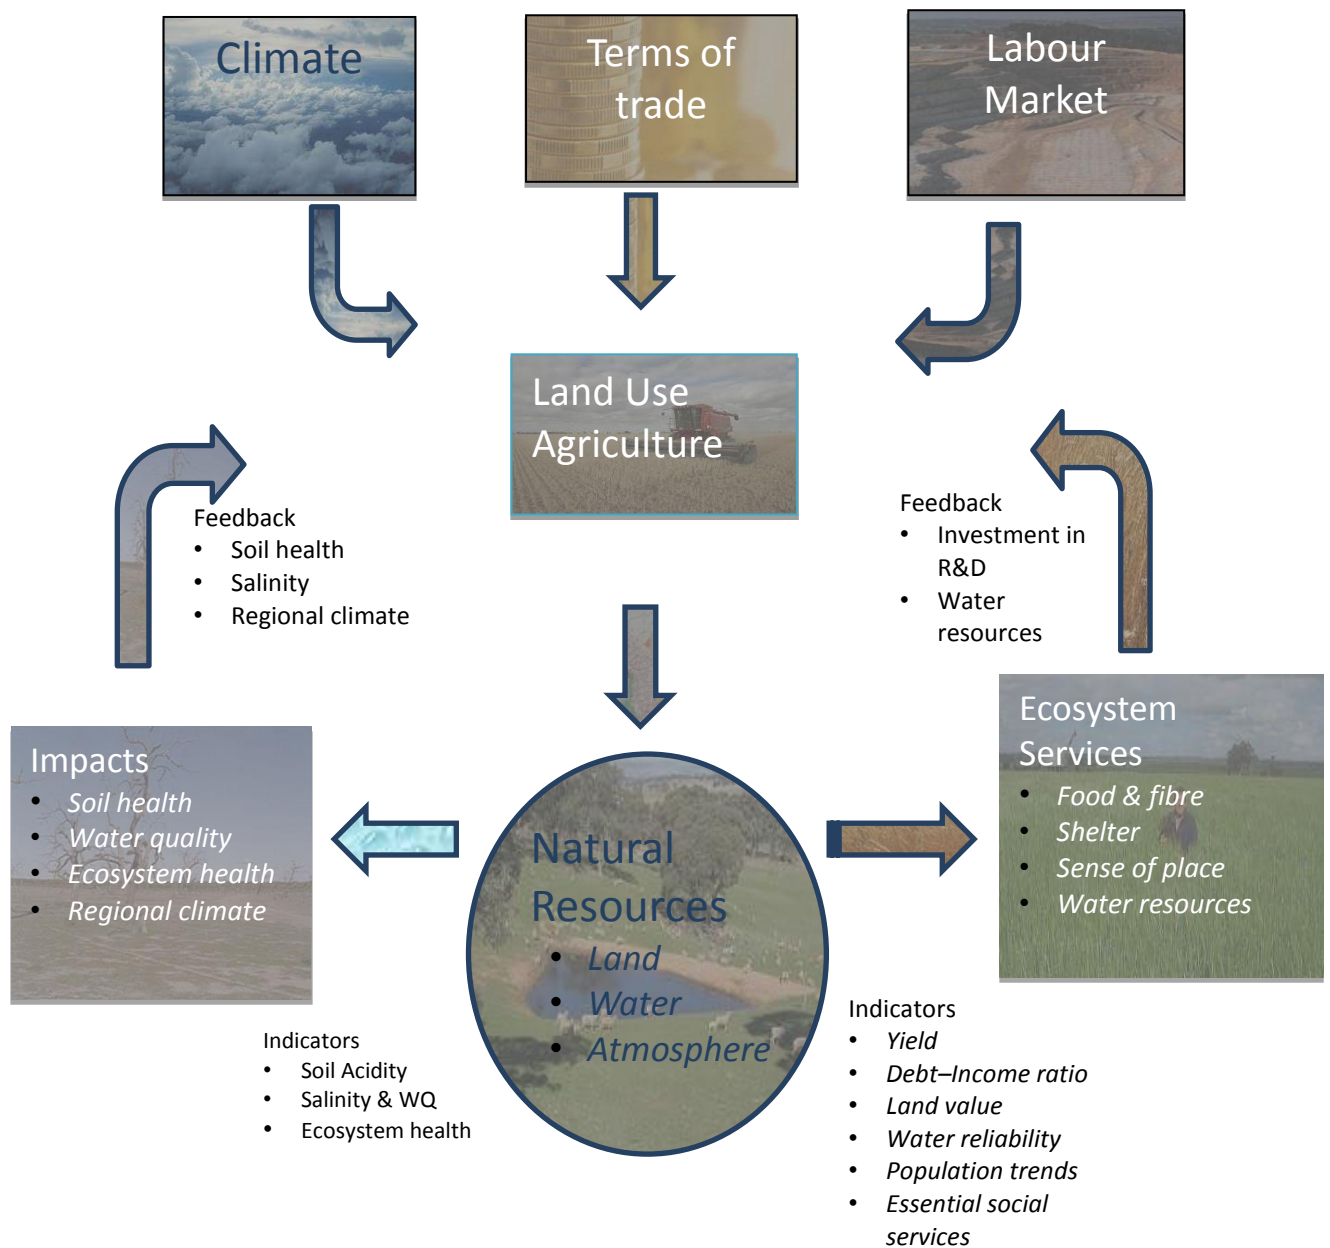 Climate
Terms of
trade
Labour
Market
Land Use
Agriculture
Feedback
• Soil health
• Salinity
• Regional climate
Feedback
• Investment in
R&D
• Water
resources
Impacts
• Soil health
• Water quality
• Ecosystem health
• Regional climate
Natural
Resources
• Land
• Water
• Atmosphere
Ecosystem
Services
• Food & fibre
• Shelter
• Sense of place
• Water resources
Indicators
• Soil Acidity
• Salinity & WQ
• Ecosystem health
Indicators
• Yield
• Debt–Income ratio
• Land value
• Water reliability
• Population trends
• Essential social
services